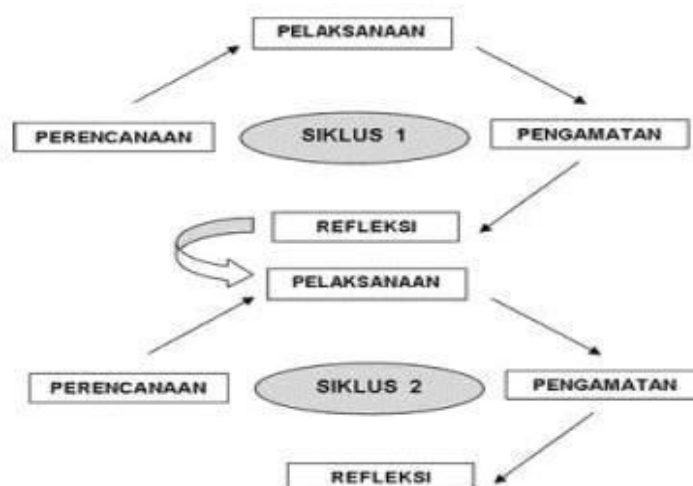 PELAKSANAAN
PERENCANAAN
SIKLUS 1
PENGAMATAN
REFLEKSI
PELAKSANAAN
PERENCANAAN
SIKLUS 2
PENGAMATAN
REFLEKSI